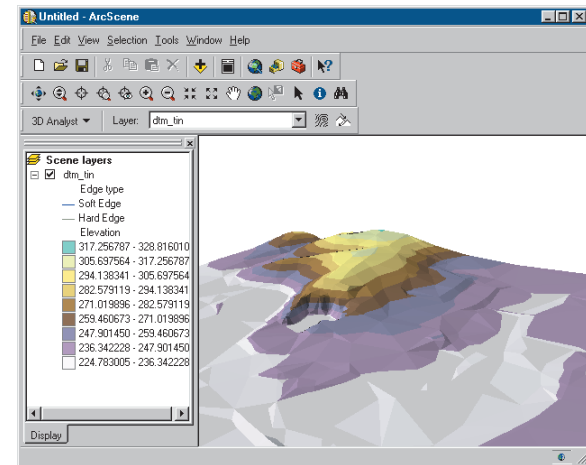 Untitled - ArcScene
File Edit View Selection Tools Window Help
3D Analyst Layer: dtm_tin
Scene layers
dtm_tin
Edge type
Soft Edge
Hard Edge
Elevation
317.256787 - 328.816010
305.697564 - 317.256787
294.138341 - 305.697564
282.579119 - 294.138341
271.019896 - 282.579119
259.460673 - 271.019896
247.901450 - 259.460673
236.342228 - 247.901450
224.783005 - 236.342228
Display